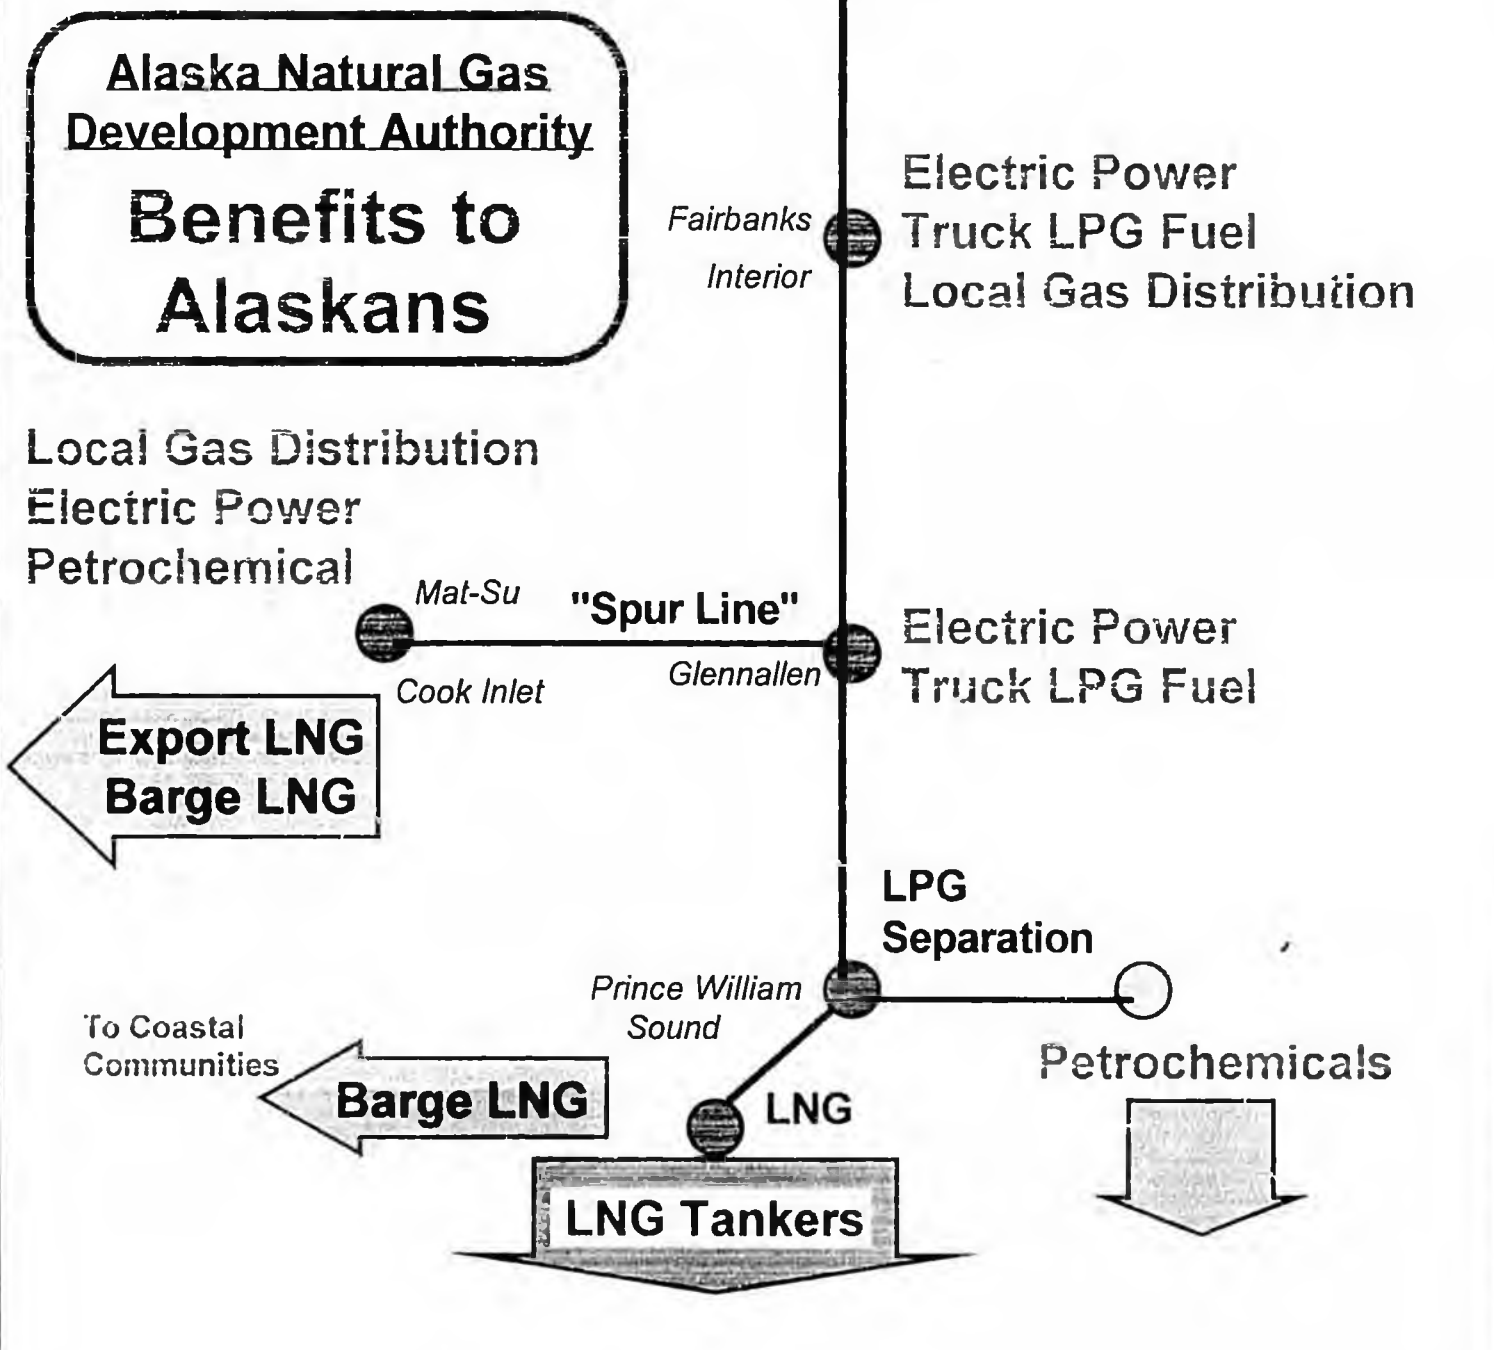 Alaska Natural Gas
Development Authority
Benefits to
Alaskans
Fairbanks
Interior
Electric Power
Truck LPG Fuel
Local Gas Distribution
Local Gas Distribution
Electric Power
Petrochemical
Mat-Su
"Spur Line"
Cook Inlet
Glennallen
Electric Power
Truck LPG Fuel
Export LNG
Barge LNG
LPG
Separation
Prince William
Sound
To Coastal
Communities
Barge LNG
LNG
Petrochemicals
LNG Tankers